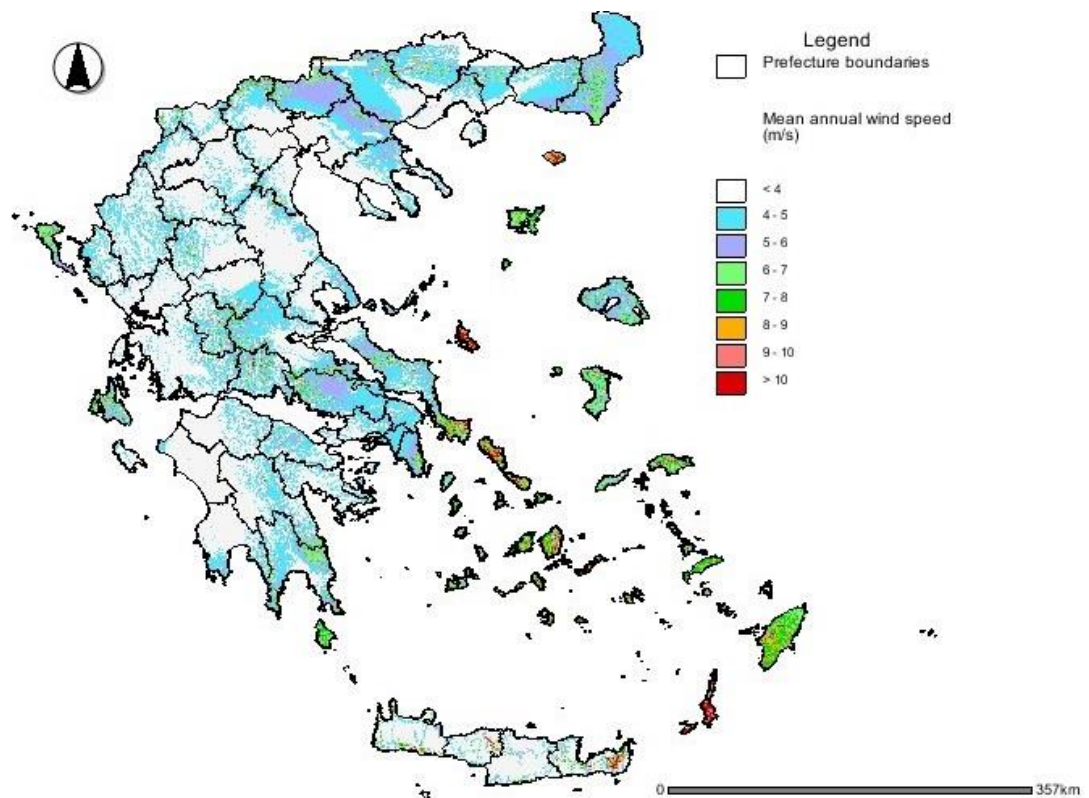 Legend
Prefecture boundaries
Mean annual wind speed
(m/s)
< 4
4 - 5
5 - 6
6 - 7
7 - 8
8 - 9
9 - 10
> 10
0 357km